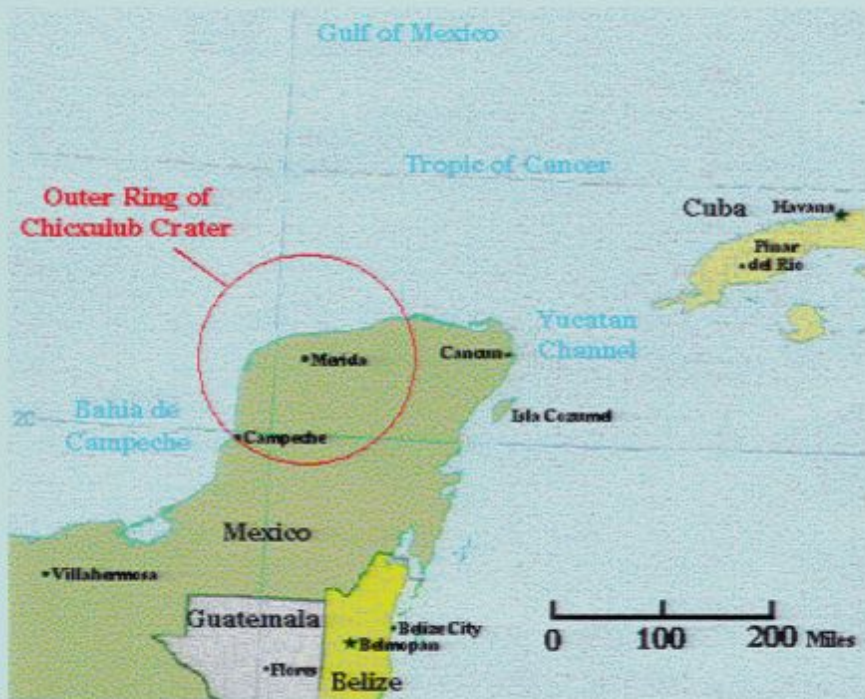 Gulf of Mexico
Tropic of Cancer
Outer Ring of
Chicxulub Crater
Cuba
Havana
Pinar
del Rio
Yucatan
Channel
Merida
Cancun
20
Bahia de
Campeche
Isla Cozumel
Campeche
Mexico
Villahermosa
Guatemala
Belize City
Belmopan
Flores
Belize
0 100 200 Miles